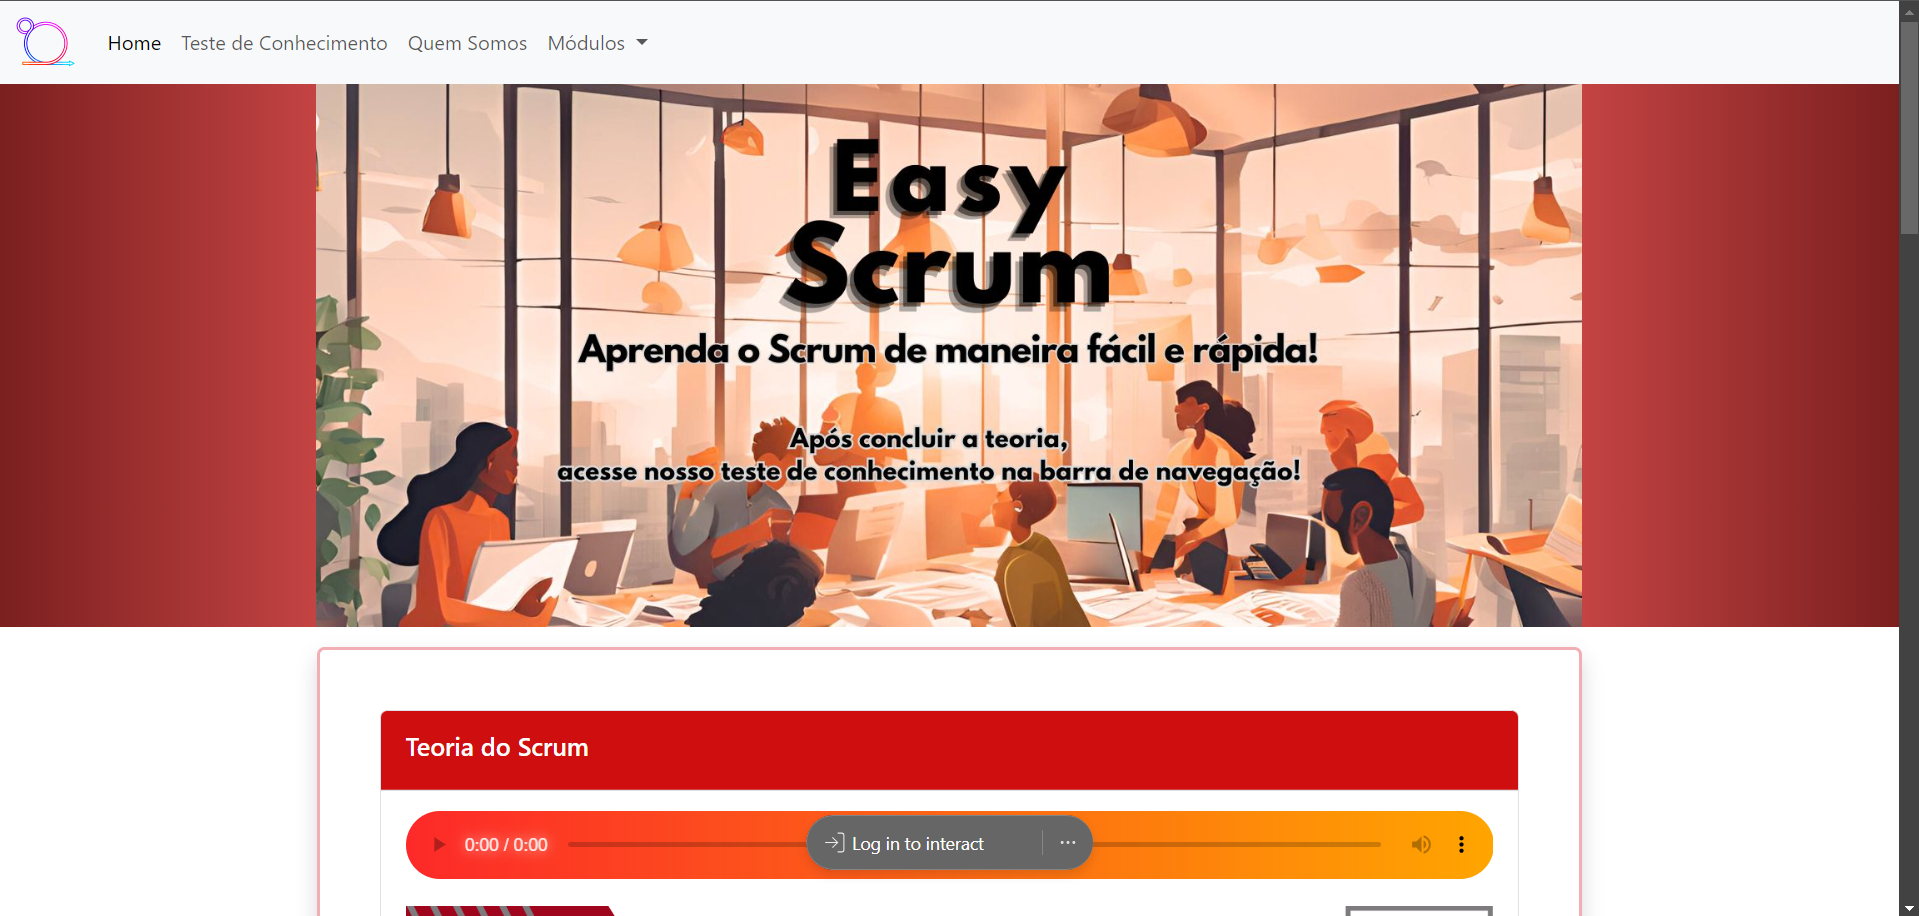 Home Teste de Conhecimento Quem Somos Módulos
Easy
Scrum
Aprenda o Scrum de maneira fácil e rápida!
Após concluir a teoria,
acesse nosso teste de conhecimento na barra de navegação!
Teoria do Scrum
0:00 / 0:00
Log in to interact